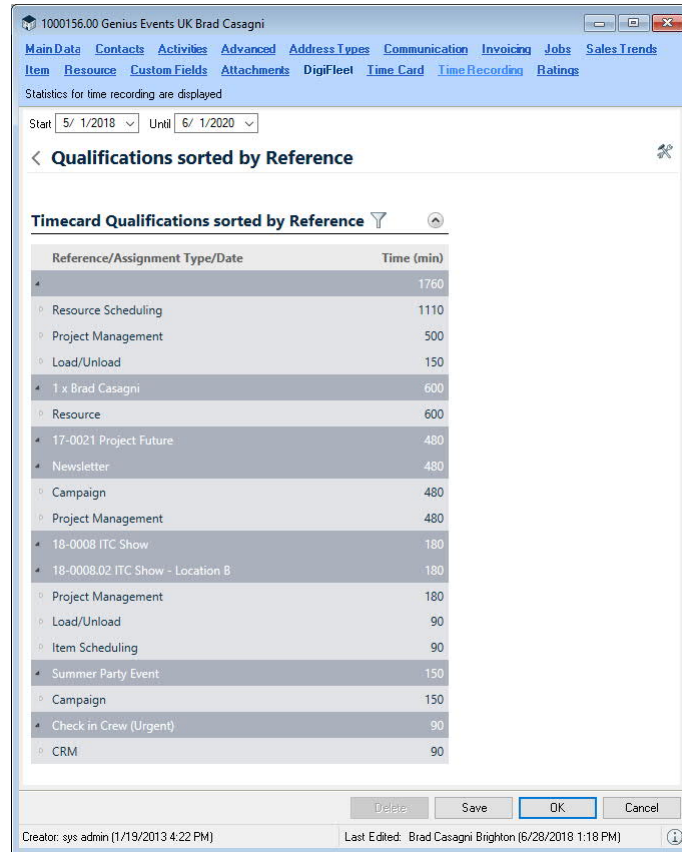 1000156.00 Genius Events UK Brad Casagni
Main Data Contacts Activities Advanced Address Types Communication Invoicing Jobs Sales Trends
Item Resource Custom Fields Attachments DigiFleet Time Card Time Recording Ratings
Statistics for time recording are displayed
Start 5/ 1/2018 Until 6/ 1/2020
Qualifications sorted by Reference
Timecard Qualifications sorted by Reference
Reference/Assignment Type/Date Time (min)
1760
Resource Scheduling 1110
Project Management 500
Load/Unload 150
1 x Brad Casagni 600
Resource 600
17-0021 Project Future 480
Newsletter 480
Campaign 480
Project Management 480
18-0008 ITC Show 180
18-0008.02 ITC Show - Location B 180
Project Management 180
Load/Unload 90
Item Scheduling 90
Summer Party Event 150
Campaign 150
Check in Crew (Urgent) 90
CRM 90
Delete Save OK Cancel
Creator: sys admin (1/19/2013 4:22 PM) Last Edited: Brad Casagni Brighton (6/28/2018 1:18 PM)